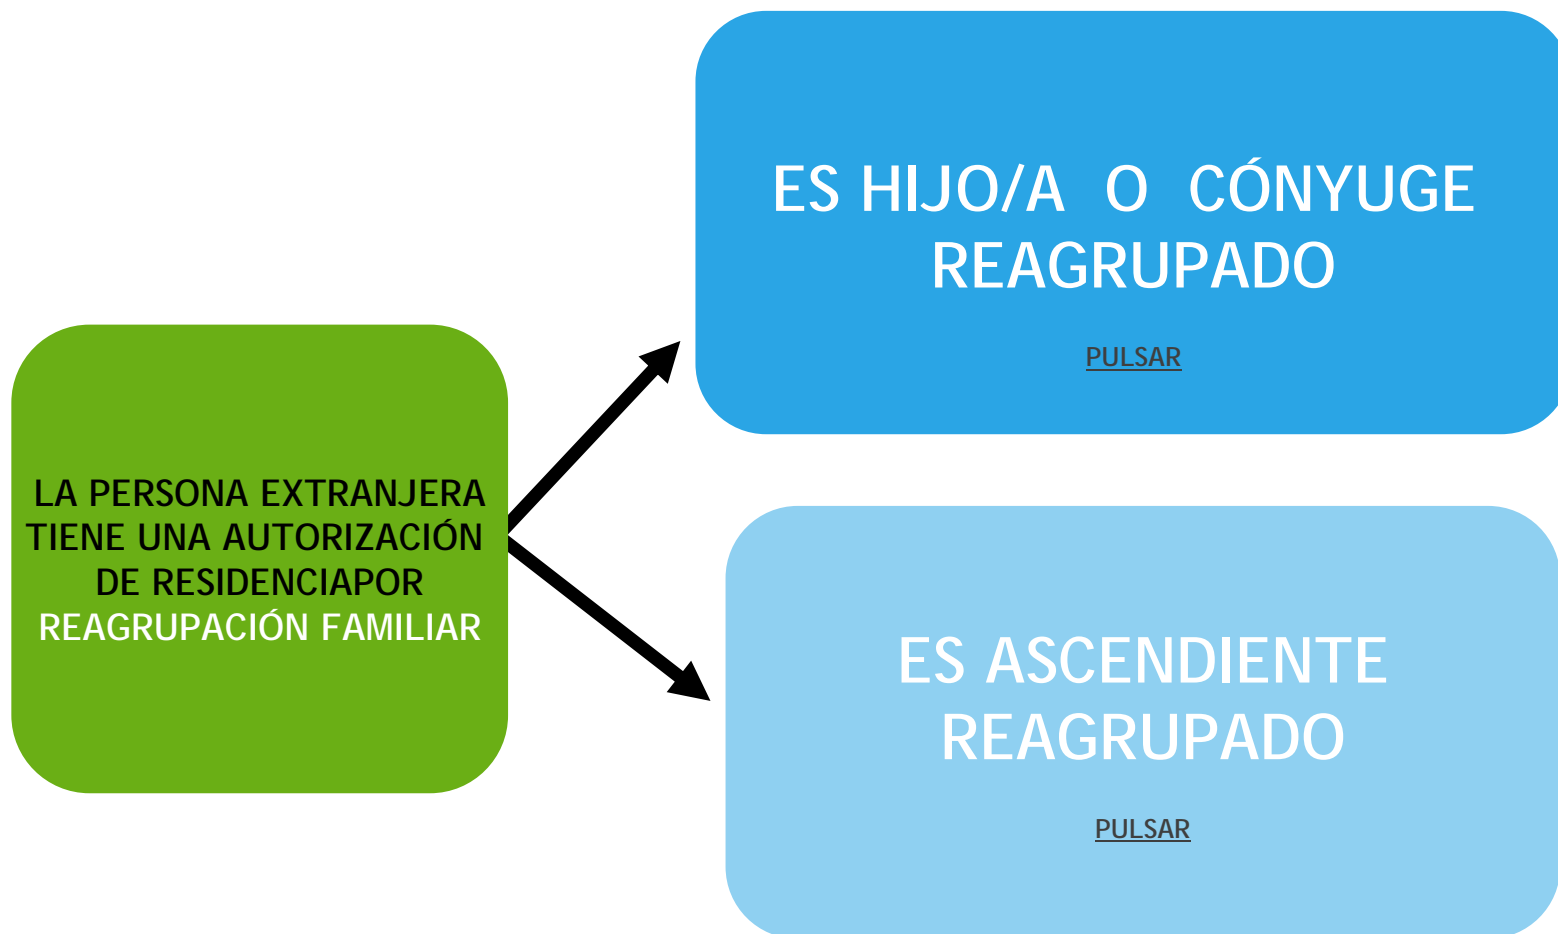 LA PERSONA EXTRANJERA
TIENE UNA AUTORIZACIÓN
DE RESIDENCIAPOR
REAGRUPACIÓN FAMILIAR
ES HIJO/A O CÓNYUGE
REAGRUPADO
PULSAR
ES ASCENDIENTE
REAGRUPADO
PULSAR